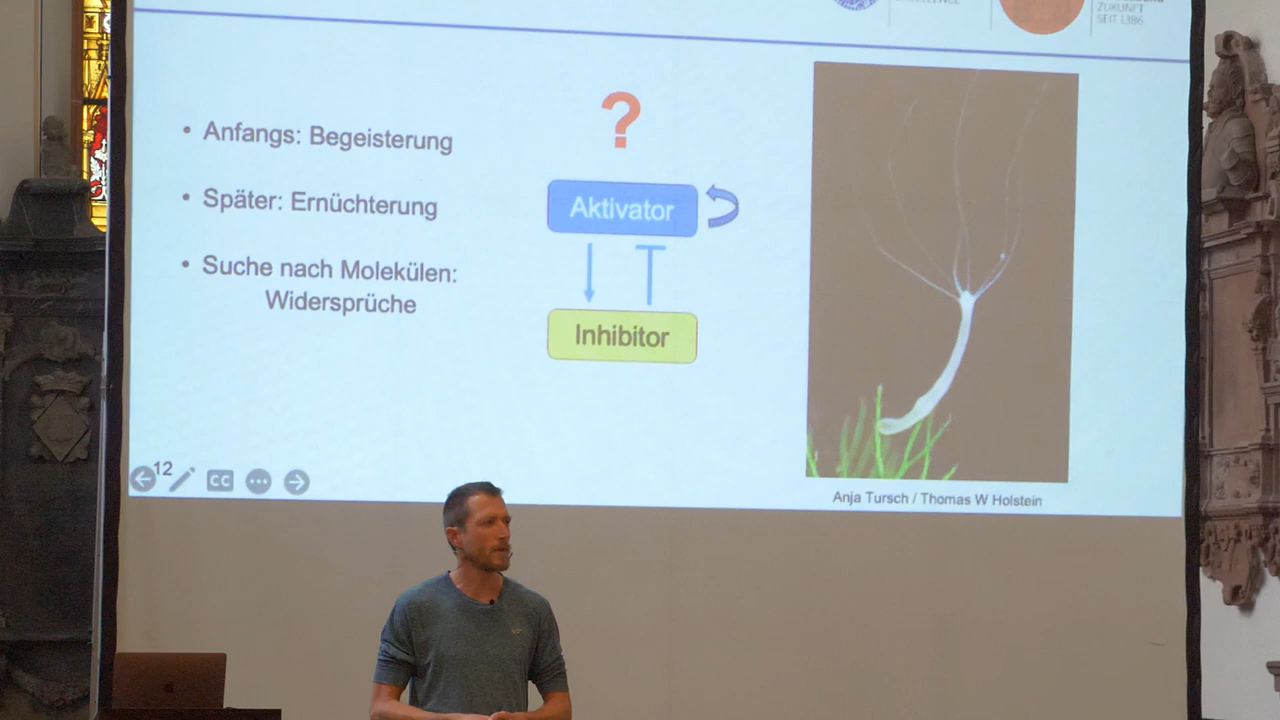 ZUKUNFT
SEIT 1386
• Anfangs: Begeisterung
• Später: Ernüchterung
• Suche nach Molekülen:
Widersprüche
?
Aktivator
Inhibitor
12
CC
Anja Tursch / Thomas W Holstein